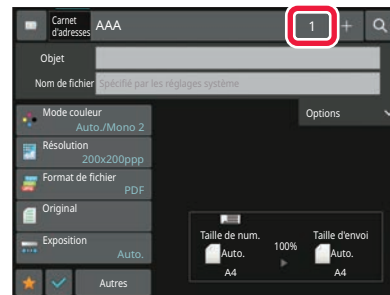 Carnet
d'adresses
AAA
1
Objet
Nom de fichier Spécifié par les réglages système
Options
Mode couleur
Auto./Mono 2
Résolution
200x200ppp
Format de fichier
PDF
Original
Exposition
Auto.
Autres
Taille de num.
100%
Taille d'envoi
Auto.
Auto.
A4
A4